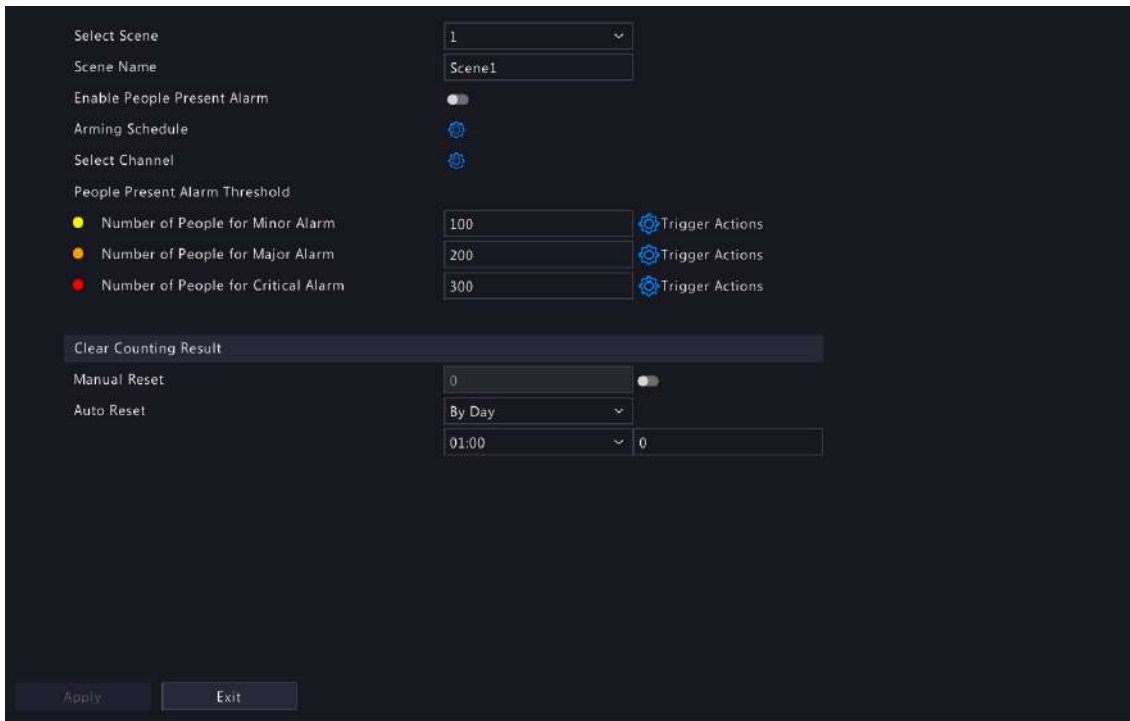 Select Scene 1
Scene Name Scene1
Enable People Present Alarm
Arming Schedule
Select Channel
People Present Alarm Threshold
Number of People for Minor Alarm 100 Trigger Actions
Number of People for Major Alarm 200 Trigger Actions
Number of People for Critical Alarm 300 Trigger Actions
Clear Counting Result
Manual Reset 0
Auto Reset By Day
01:00 0
Apply Exit